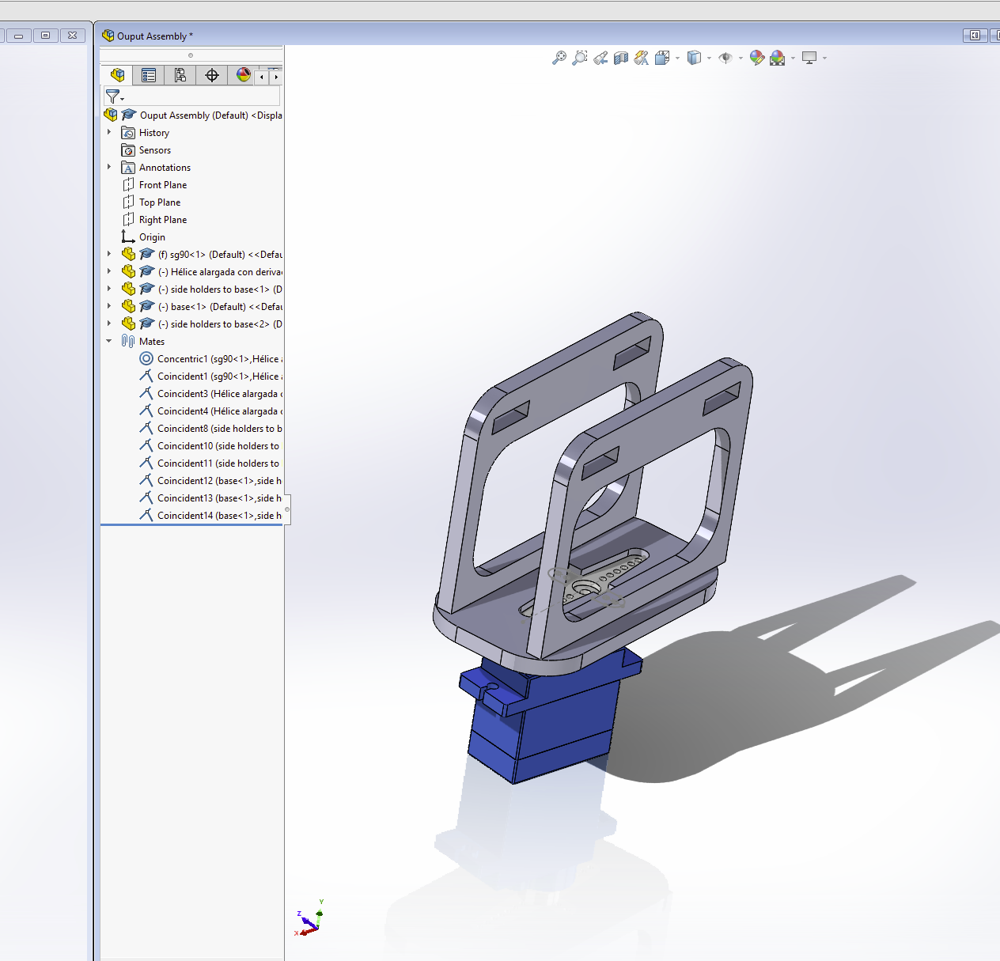 Ouput Assembly *
Ouput Assembly (Default) <Displa
History
Sensors
A Annotations
Front Plane
Top Plane
Right Plane
Origin
(f) sg90<1> (Default) <<Defau
(-) Hélice alargada con deriva
(-) side holders to base<1> (D
(-) base<1> (Default) <<Defau
(-) side holders to base<2> (D
Mates
Concentric1 (sg90<1>,Hélice
Coincident1 (sg90<1>,Hélice
Coincident3 (Hélice alargada
Coincident4 (Hélice alargada
Coincident8 (side holders to b
Coincident10 (side holders to
Coincident11 (side holders to
Coincident12 (base<1>,side h
Coincident13 (base<1>,side h
Coincident14 (base<1>,side h
Y
Z
X